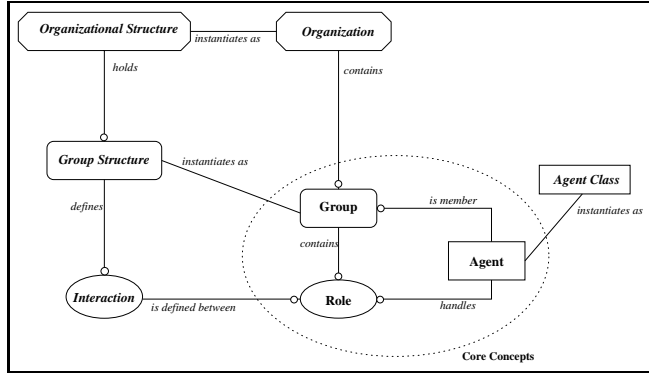 Organizational Structure
instantiates as
Organization
holds
contains
Group Structure
instantiates as
Agent Class
defines
Group
is member
instantiates as
contains
Agent
Interaction
is defined between
Role
handles
Core Concepts